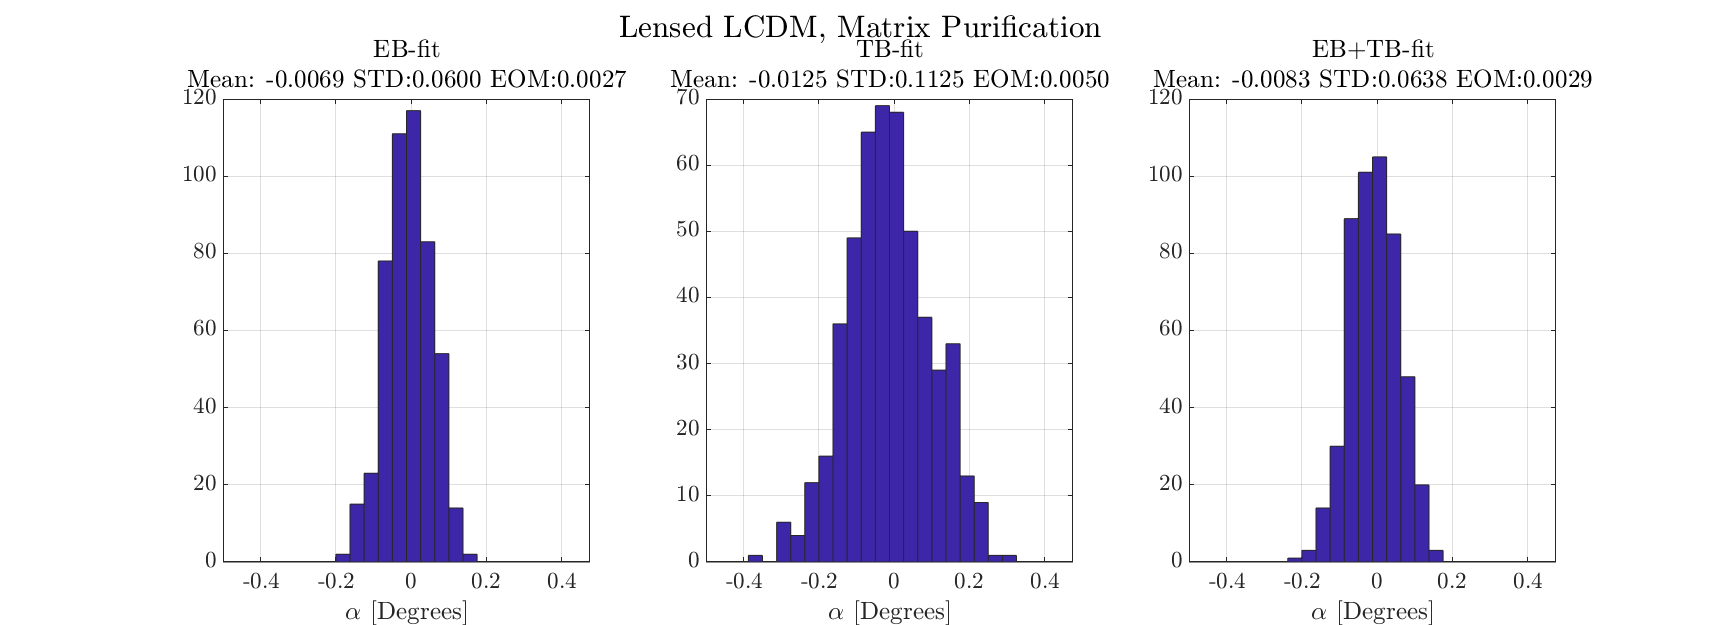 Lensed LCDM, Matrix Purification
EB-fit
Mean: -0.0069 STD:0.0600 EOM:0.0027
120
100
80
60
40
20
0
-0.4 -0.2 0 0.2 0.4
α [Degrees]
TB-fit
Mean: -0.0125 STD:0.1125 EOM:0.0050
70
60
50
40
30
20
10
0
-0.4 -0.2 0 0.2 0.4
α [Degrees]
EB+TB-fit
Mean: -0.0083 STD:0.0638 EOM:0.0029
120
100
80
60
40
20
0
-0.4 -0.2 0 0.2 0.4
α [Degrees]